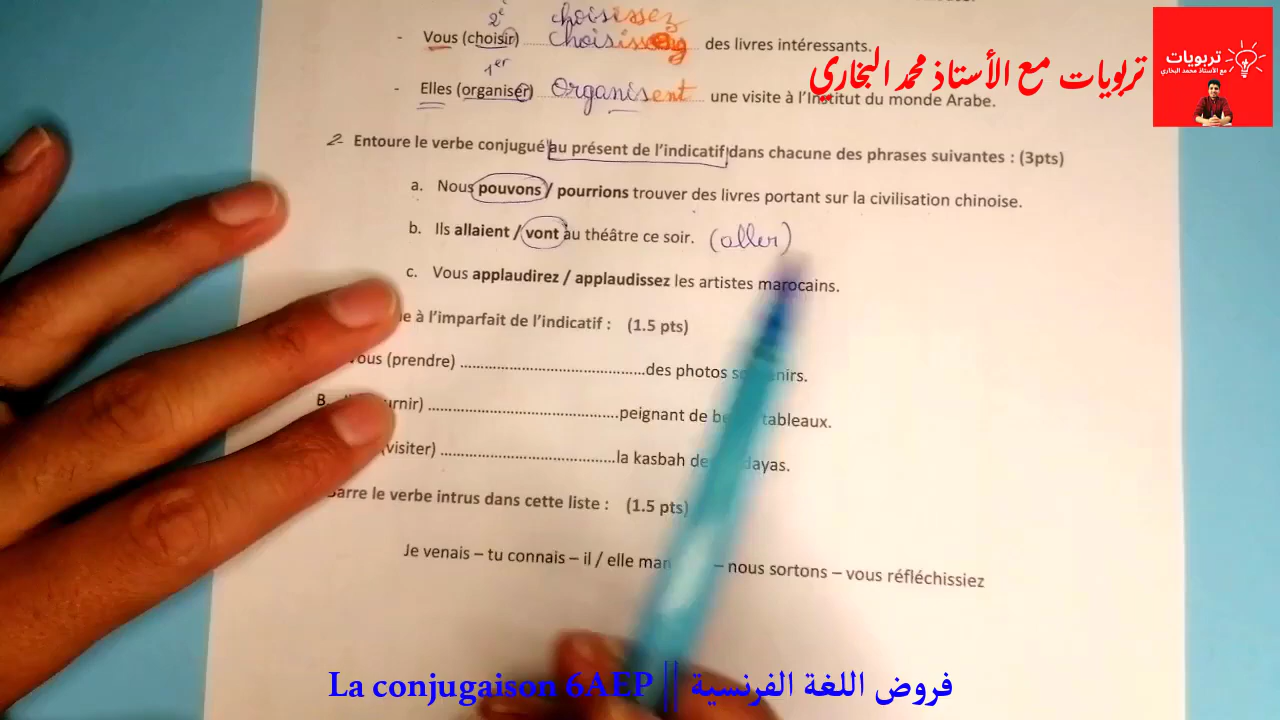 2e choisissez
- Vous (choisir) choisissez des livres intéressants.
تربويات
مع الأستاذ محمد البخاري
تربويات مع الأستاذ محمد البخاري
1er
- Elles (organiser) organisent une visite à l'Institut du monde Arabe.
2- Entoure le verbe conjugué au présent de l'indicatif dans chacune des phrases suivantes : (3pts)
a. Nous pouvons / pourrions trouver des livres portant sur la civilisation chinoise.
b. Ils allaient / vont au théâtre ce soir. (aller)
c. Vous applaudirez / applaudissez les artistes marocains.
à l'imparfait de l'indicatif : (1.5 pts)
(prendre) ............................................des photos
B. ............................................peignant de tableaux.
(visiter) ............................................la kasbah
Barre le verbe intrus dans cette liste : (1.5 pts)
Je venais – tu connais – il / elle – nous sortons – vous réfléchissiez
La conjugaison 6AEP || فروض اللغة الفرنسية